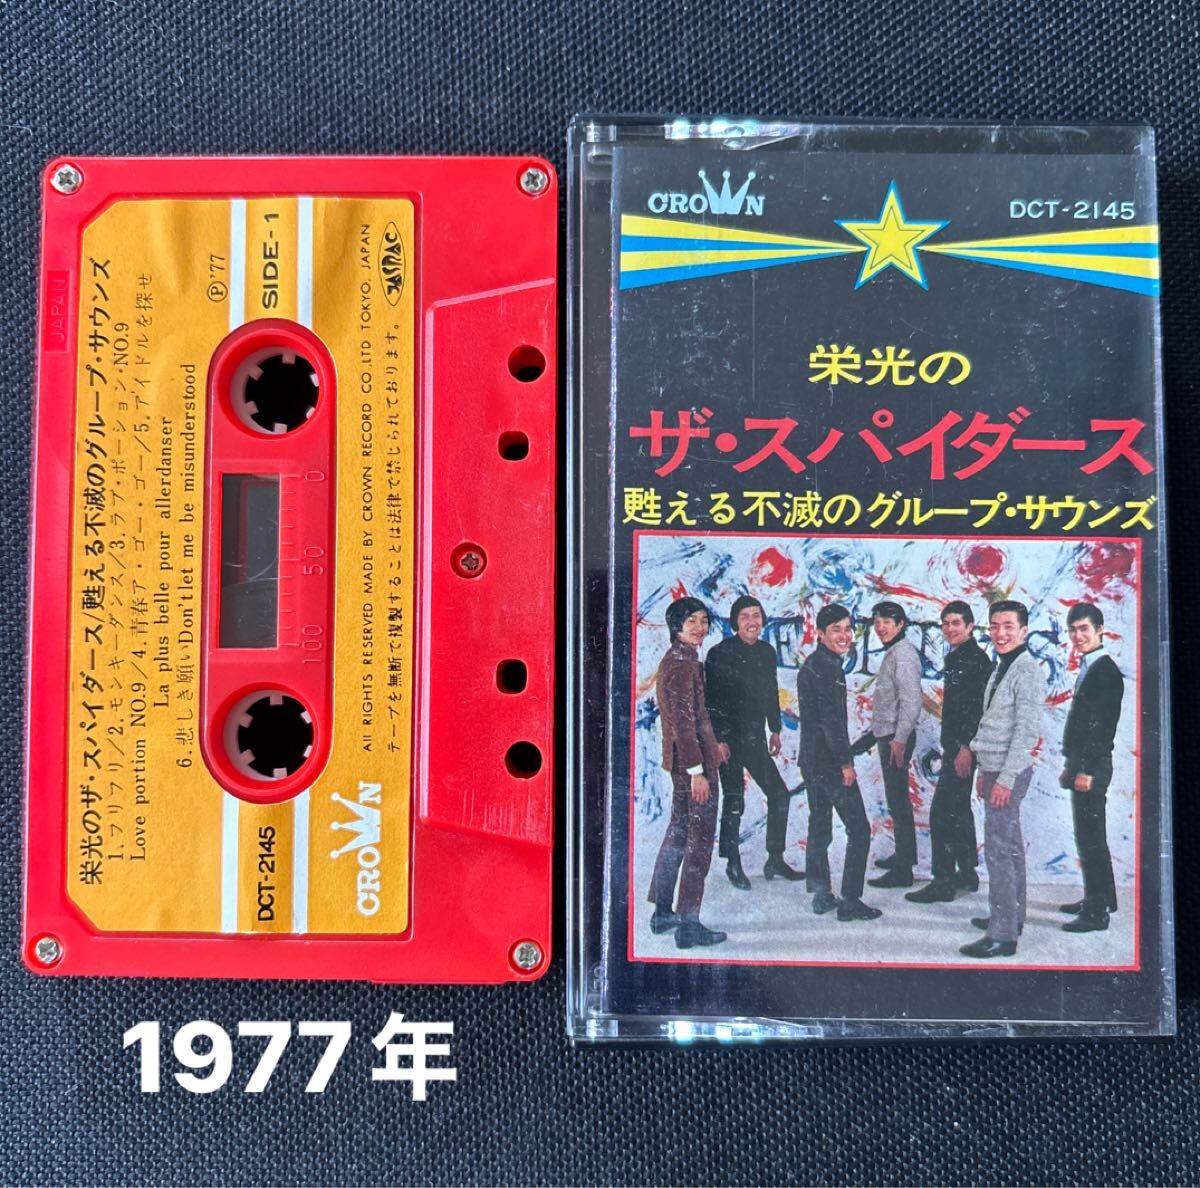 栄光のザ・スパイダース/甦える不滅のグループ・サウンズ
1.フリフリ/2.モンキーダンス/3.ラブ・ポーション・NO.9
Love portion NO.9/4.青春ア・ゴー・ゴー/5.アイドルを探せ
La plus belle pour allerdanser
6.悲しき願いDon't let me be misunderstood
Ⓟ'77
SIDE-1
DCT-2145
JAPAN
0 50 100
All RIGHTS RESERVED MADE BY CROWN RECORD CO.,LTD TOKYO, JAPAN
テープを無断で複製することは法律で禁じられております。
JASRAC
CROWN
CROWN
DCT-2145
栄光の
ザ・スパイダース
甦える不滅のグループ・サウンズ
1977年